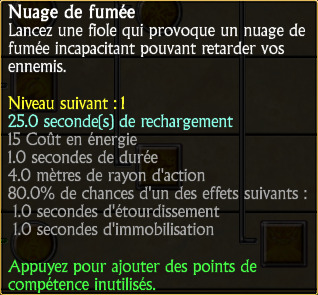 Nuage de fumée
Lancez une fiole qui provoque un nuage de
fumée incapacitant pouvant retarder vos
ennemis.
Niveau suivant : 1
25.0 seconde(s) de rechargement
15 Coût en énergie
1.0 secondes de durée
4.0 mètres de rayon d'action
80.0% de chances d'un des effets suivants :
1.0 secondes d'étourdissement
1.0 secondes d'immobilisation
Appuyez pour ajouter des points de
compétence inutilisés.